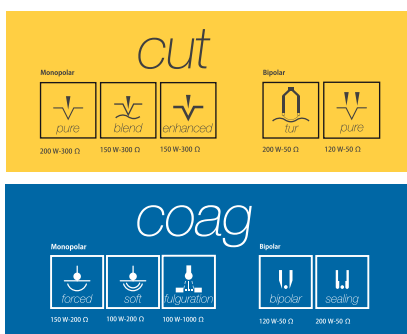 cut
Monopolar
Bipolar
pure
blend
enhanced
fur
pure
200 W-300 Ω
150 W-300 Ω
150 W-300 Ω
200 W-50 Ω
120 W-50 Ω
coag
Monopolar
Bipolar
forced
soft
fulguration
bipolar
sealing
150 W-200 Ω
100 W-200 Ω
100 W-1000 Ω
120 W-50 Ω
200 W-50 Ω